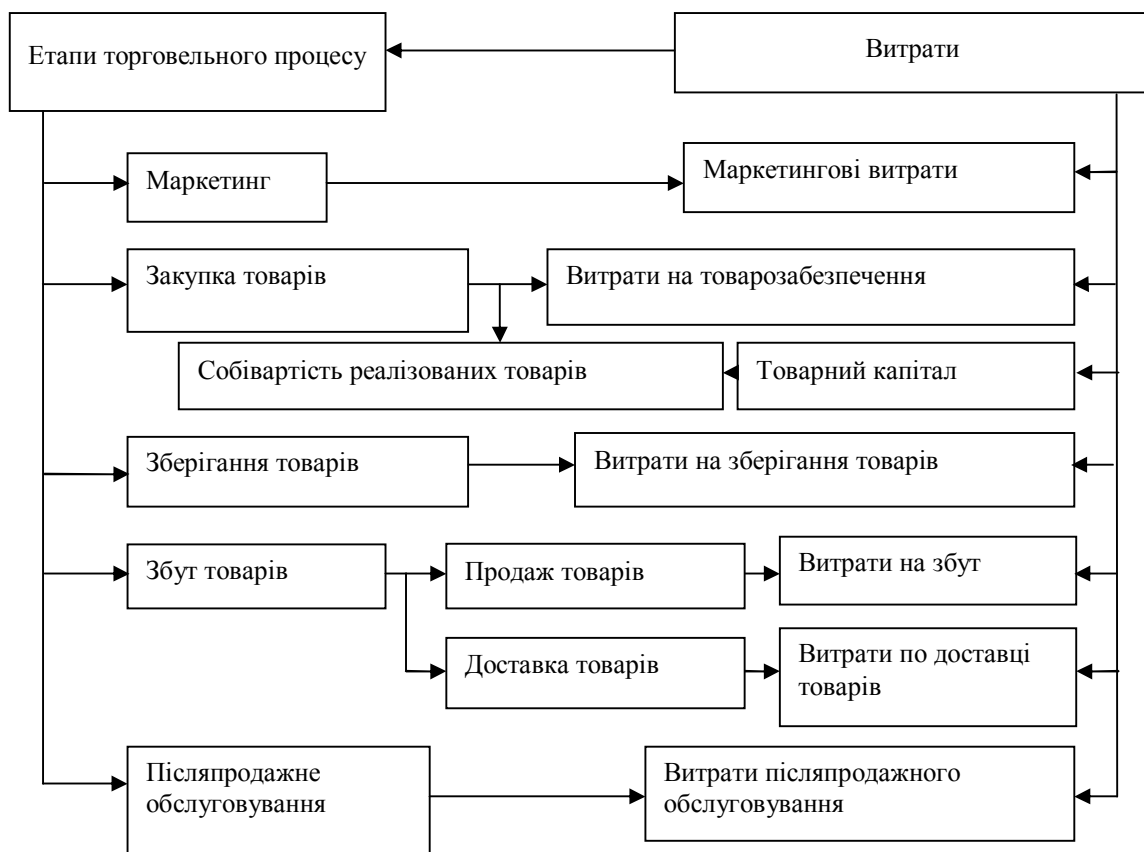 Етапи торговельного процесу
Витрати
Маркетинг
Маркетингові витрати
Закупка товарів
Витрати на товарозабезпечення
Собівартість реалізованих товарів
Товарний капітал
Зберігання товарів
Витрати на зберігання товарів
Збут товарів
Продаж товарів
Витрати на збут
Доставка товарів
Витрати по доставці
товарів
Післяпродажне
обслуговування
Витрати післяпродажного
обслуговування